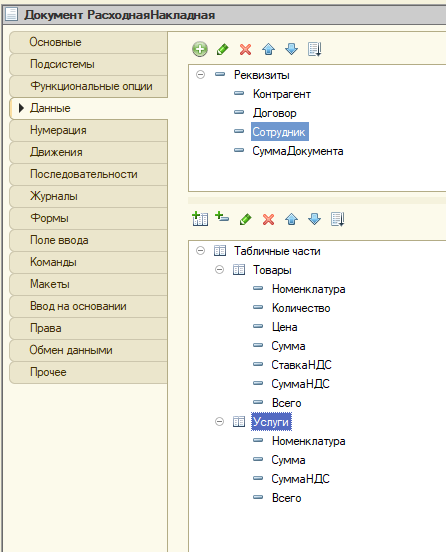 Документ РасходнаяНакладная
Основные
Подсистемы
Функциональные опции
Данные
Нумерация
Движения
Последовательности
Журналы
Формы
Поле ввода
Команды
Макеты
Ввод на основании
Права
Обмен данными
Прочее
Реквизиты
Контрагент
Договор
Сотрудник
СуммаДокумента
Табличные части
Товары
Номенклатура
Количество
Цена
Сумма
СтавкаНДС
СуммаНДС
Всего
Услуги
Номенклатура
Сумма
СуммаНДС
Всего